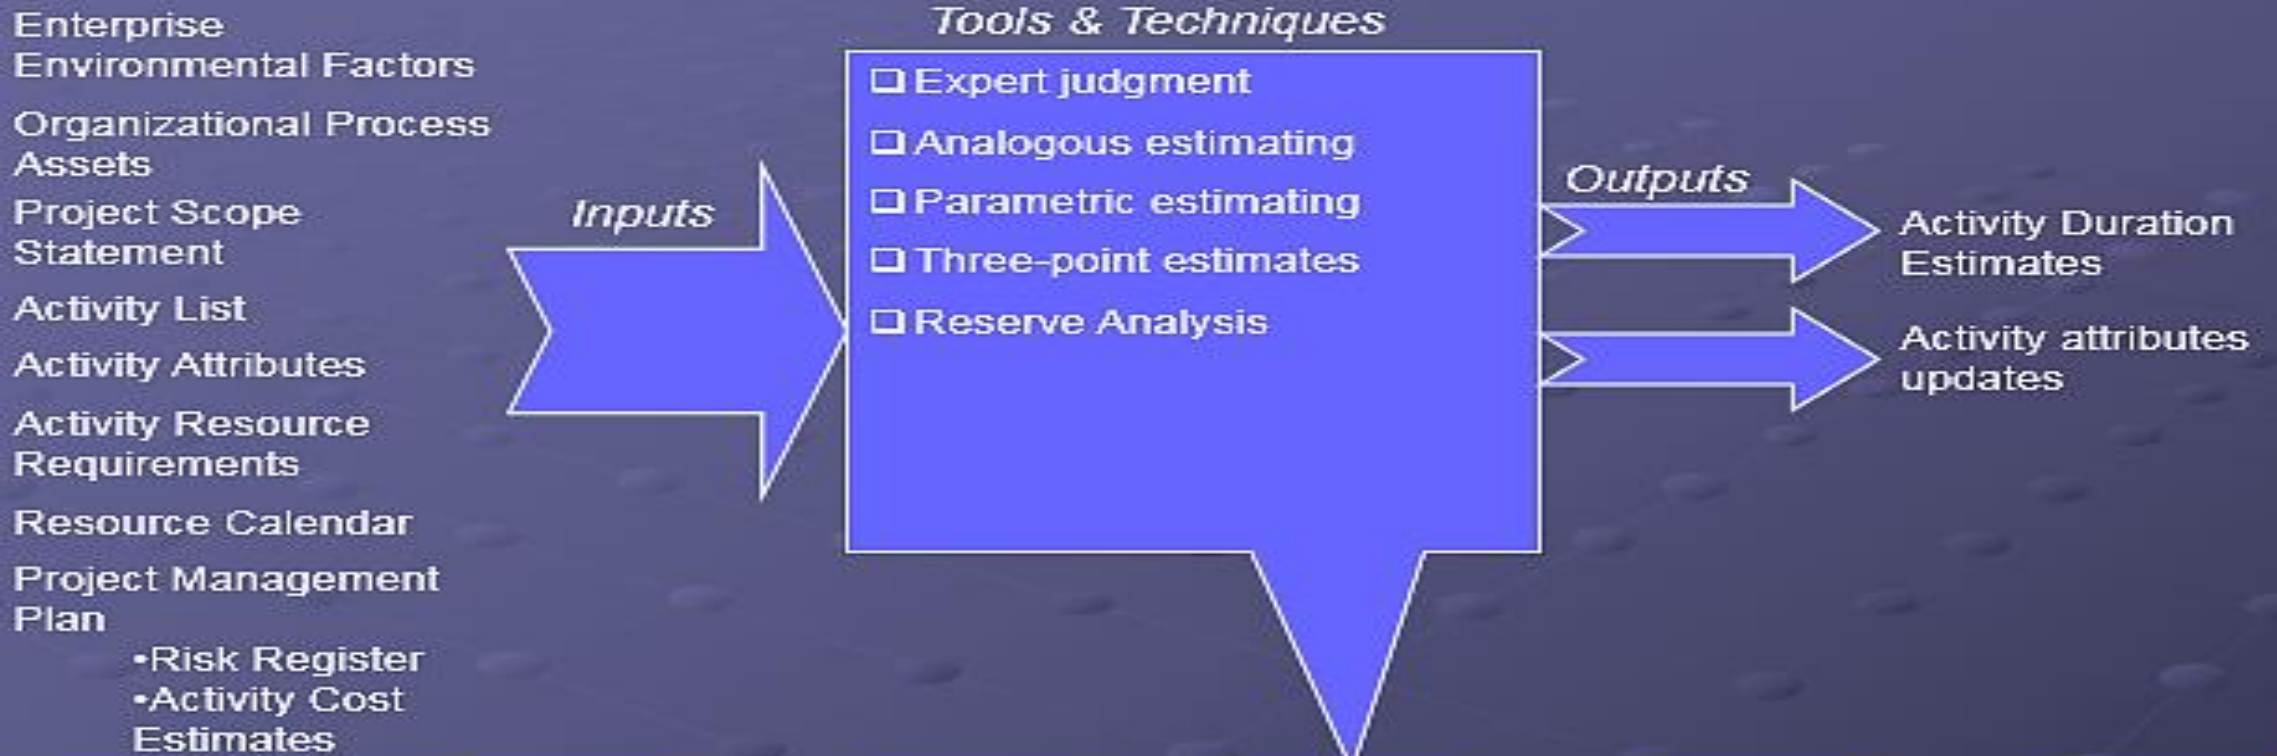 Enterprise
Environmental Factors
Organizational Process
Assets
Project Scope
Statement
Activity List
Activity Attributes
Activity Resource
Requirements
Resource Calendar
Project Management
Plan
•Risk Register
•Activity Cost
Estimates
Inputs
Tools & Techniques
❑ Expert judgment
❑ Analogous estimating
❑ Parametric estimating
❑ Three-point estimates
❑ Reserve Analysis
Outputs
Activity Duration
Estimates
Activity attributes
updates